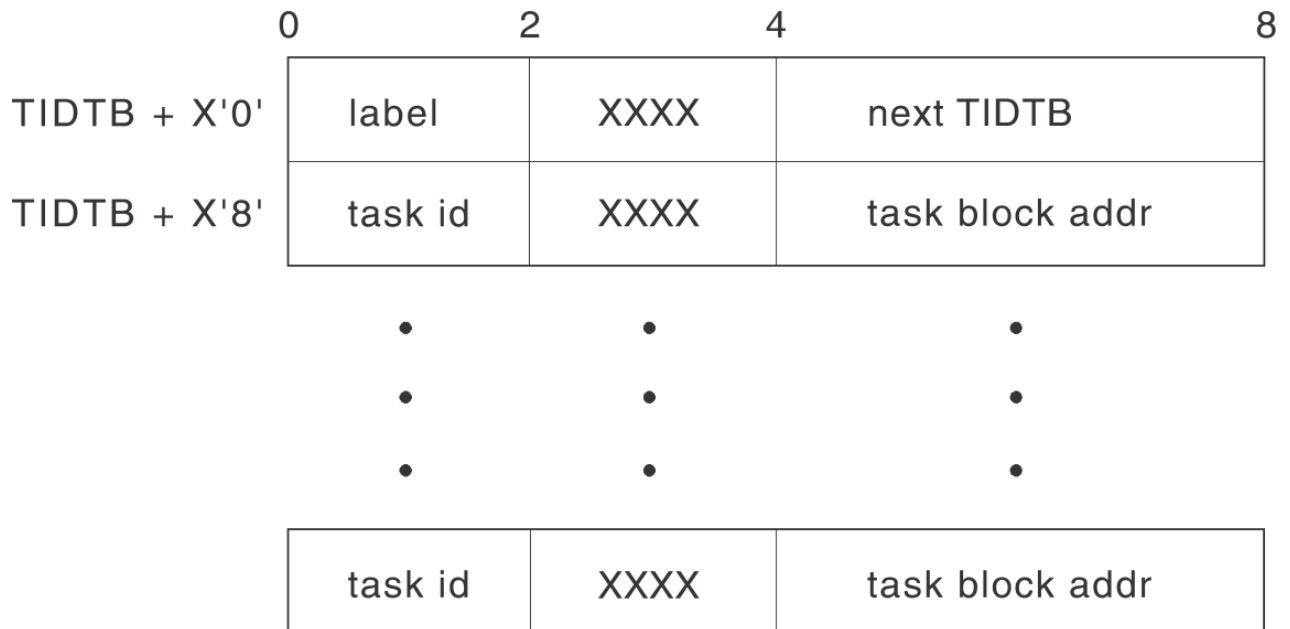 0 2 4 8
TIDTB + X'0' label XXXX next TIDTB
TIDTB + X'8' task id XXXX task block addr
task id XXXX task block addr